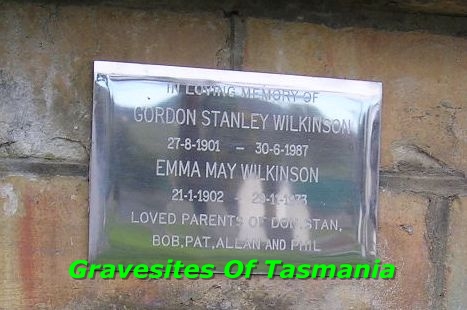 IN LOVING MEMORY OF
GORDON STANLEY WILKINSON
27-8-1901 - 30-6-1987
EMMA MAY WILKINSON
21-1-1902 -
LOVED PARENTS OF DON, STAN,
BOB, PAT, ALLAN AND PHIL
Gravesites Of Tasmania